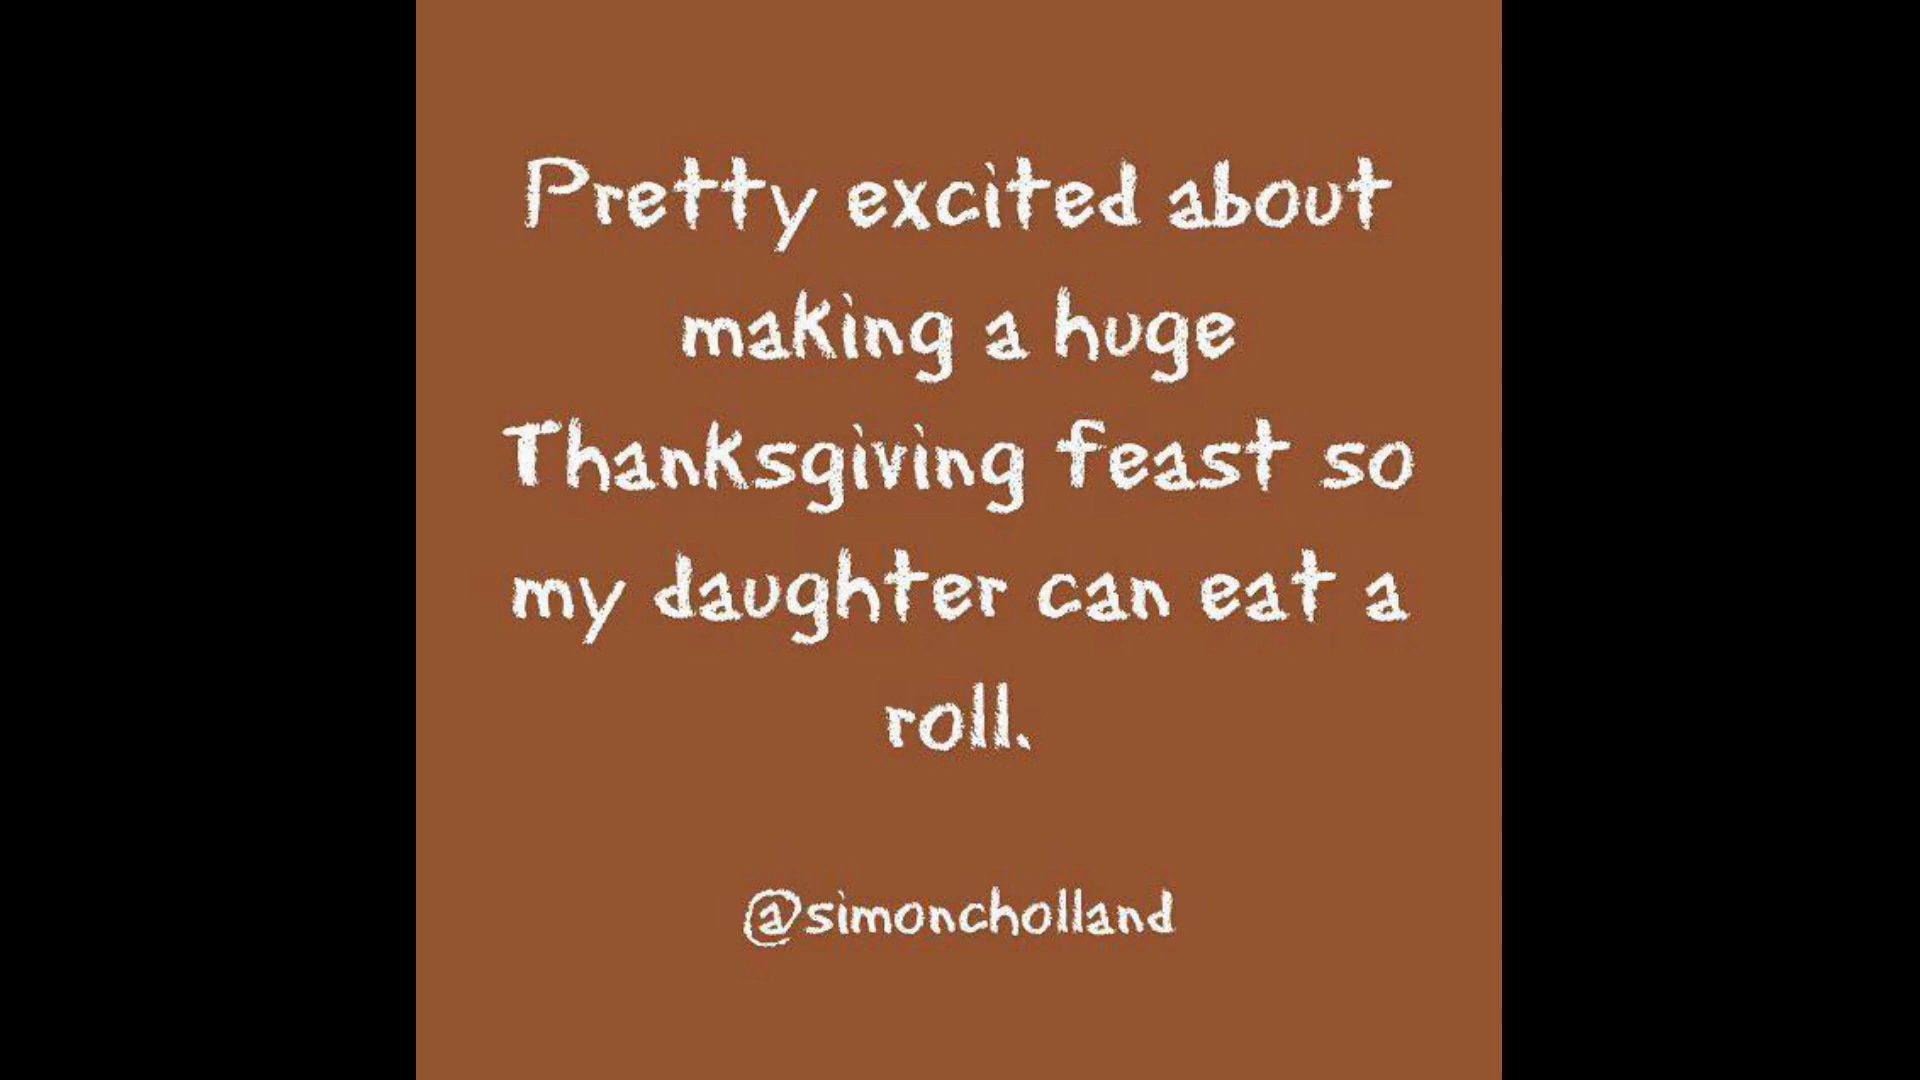 Pretty excited about
making a huge
Thanksgiving feast so
my daughter can eat a
roll.
@simoncholland